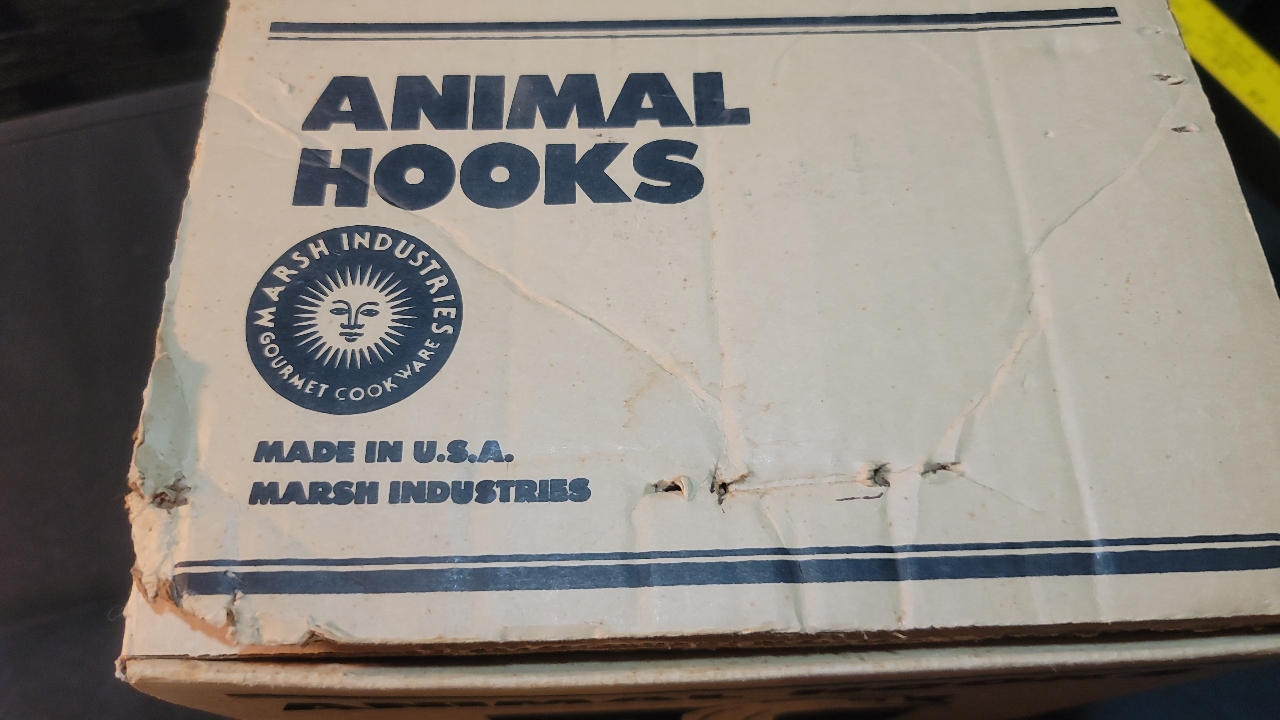 ANIMAL
HOOKS
MARSH INDUSTRIES
GOURMET COOKWARE
MADE IN U.S.A.
MARSH INDUSTRIES